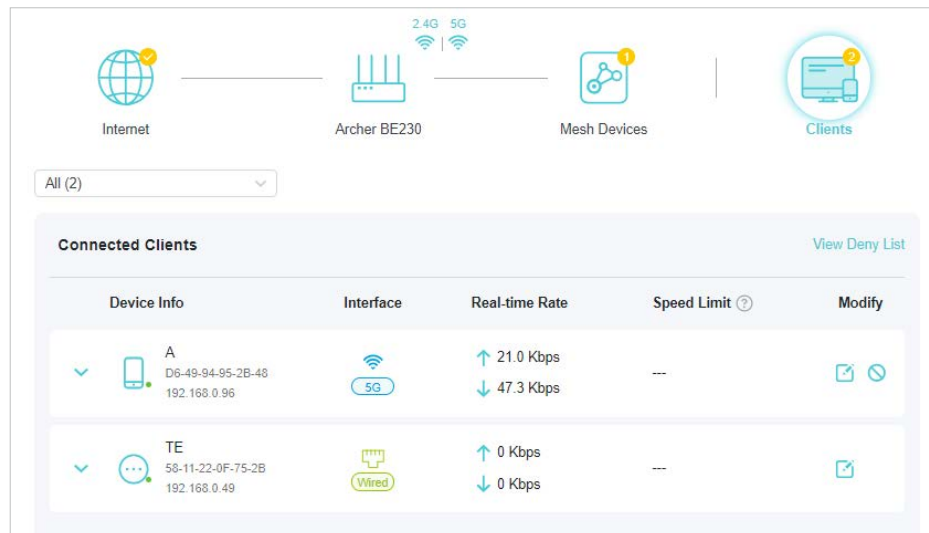 2.4G 5G
1
2
Internet
Archer BE230
Mesh Devices
Clients
All (2)
Connected Clients
View Deny List
Device Info
Interface
Real-time Rate
Speed Limit ?
Modify
A
D6-49-94-95-2B-48
192.168.0.96
5G
21.0 Kbps
47.3 Kbps
---
TE
58-11-22-0F-75-2B
192.168.0.49
Wired
0 Kbps
0 Kbps
---